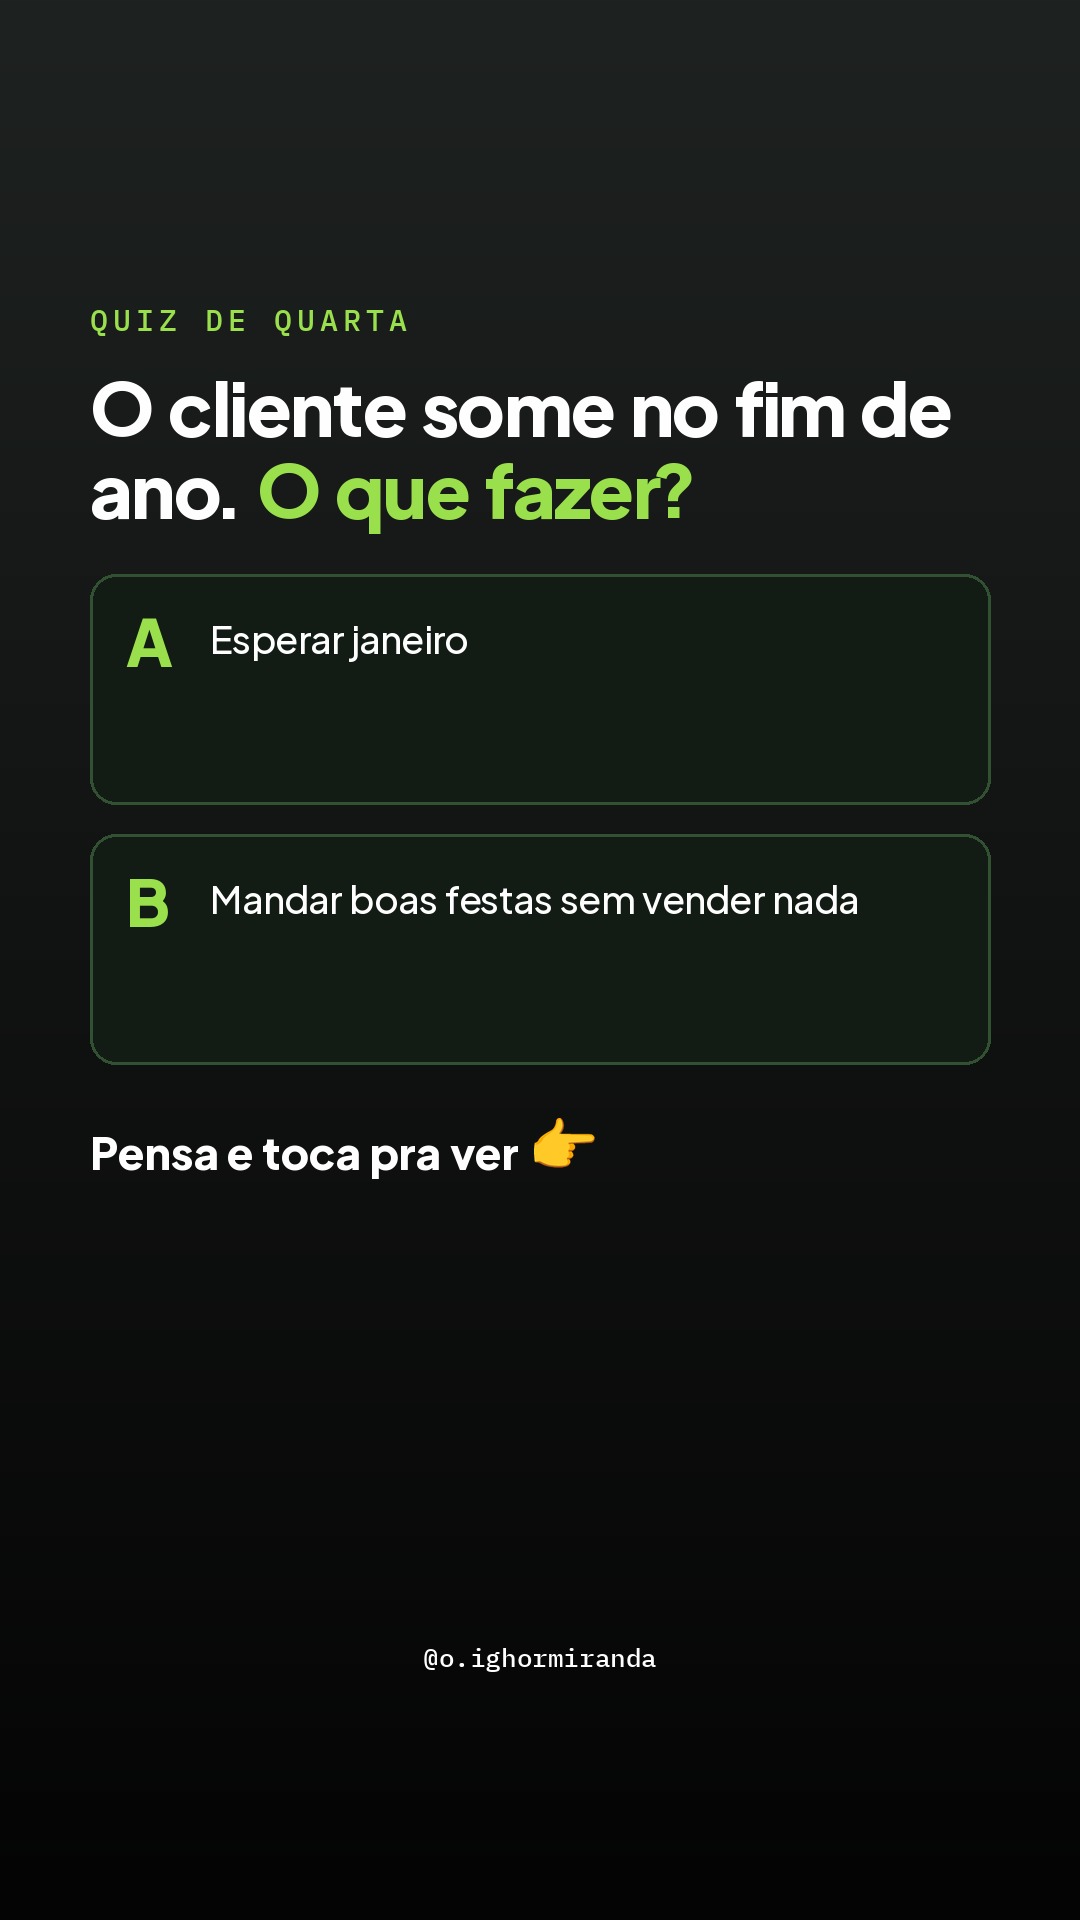 QUIZ DE QUARTA
O cliente some no fim de
ano. O que fazer?
A Esperar janeiro
B Mandar boas festas sem vender nada
Pensa e toca pra ver 👉
@o.ighormiranda